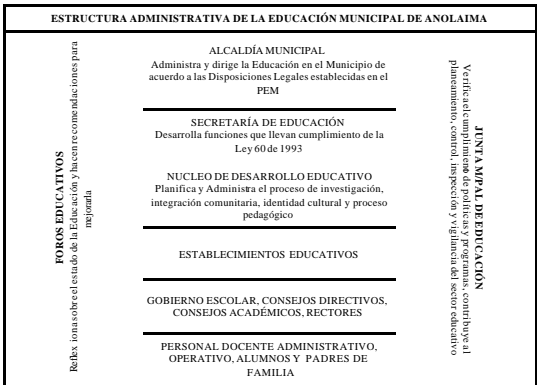 ESTRUCTURA ADMINISTRATIVA DE LA EDUCACIÓN MUNICIPAL DE ANOLAIMA
FOROS EDUCATIVOS
Reflex iona sobre el estado de la Educación y hacen recomendaciones para
mejorarla
ALCALDÍA MUNICIPAL
Administra y dirige la Educación en el Municipio de
acuerdo a las Disposiciones Legales establecidas en el
PEM
SECRETARÍA DE EDUCACIÓN
Desarrolla funciones que llevan cumplimiento de la
Ley 60 de 1993
NUCLEO DE DESARROLLO EDUCATIVO
Planifica y Administra el proceso de investigación,
integración comunitaria, identidad cultural y proceso
pedagógico
ESTABLECIMIENTOS EDUCATIVOS
GOBIERNO ESCOLAR, CONSEJOS DIRECTIVOS,
CONSEJOS ACADÉMICOS, RECTORES
PERSONAL DOCENTE ADMINISTRATIVO,
OPERATIVO, ALUMNOS Y PADRES DE
FAMILIA
JUNTA M/PAL DE EDUCACIÓN
Verifica el cumplimiento de políticas y programas, contribuye al
planeamiento, control, inspección y vigilancia del sector educativo